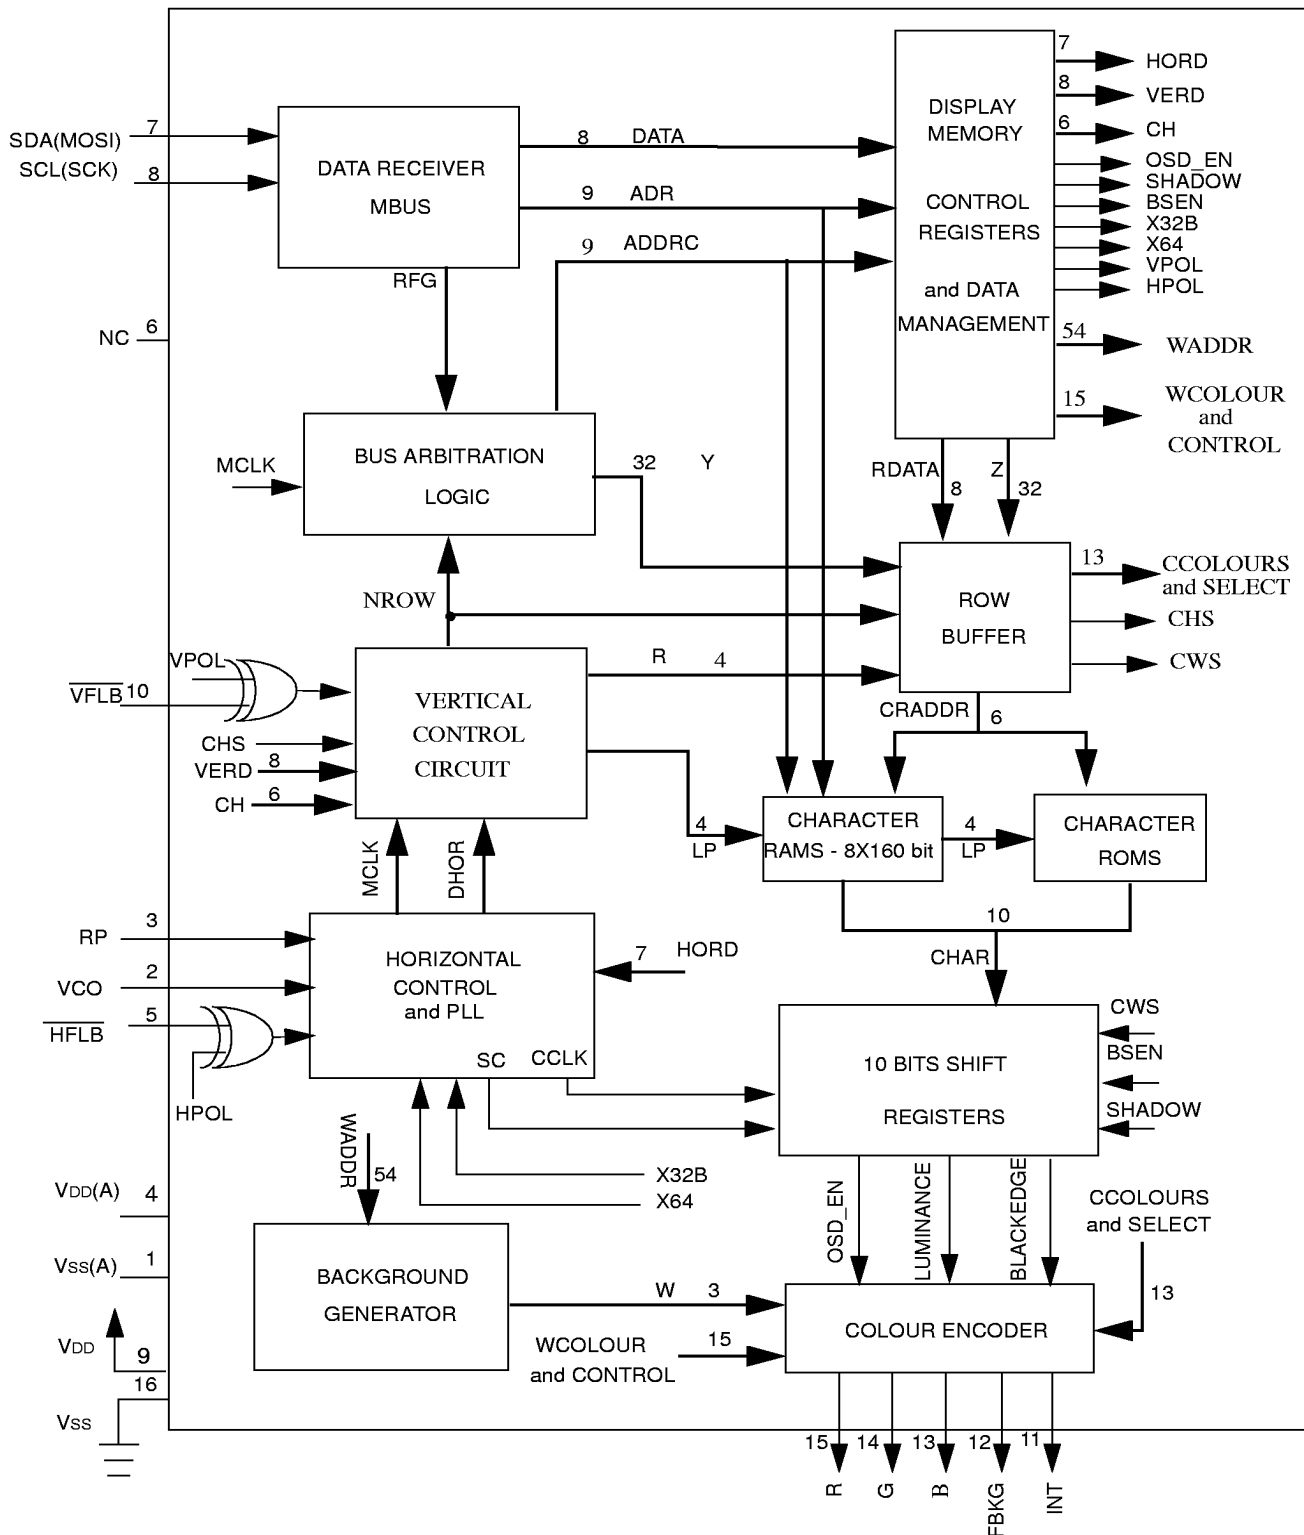 SDA(MOSI) 7
SCL(SCK)
8
DATA RECEIVER
MBUS
8 DATA
9 ADR
9 ADDRC
RFG
DISPLAY
MEMORY
CONTROL
REGISTERS
and DATA
MANAGEMENT
7 HORD
8 VERD
6 CH
OSD_EN
SHADOW
BSEN
X32B
X64
VPOL
HPOL
54 WADDR
15 WCOLOUR
and
CONTROL
NC 6
MCLK
BUS ARBITRATION
LOGIC
32 Y
RDATA 8
Z 32
NROW
ROW
BUFFER
13 CCOLOURS
and SELECT
CHS
CWS
VPOL
VFLB 10
CHS
VERD 8
CH 6
VERTICAL
CONTROL
CIRCUIT
R 4
CRADDR 6
4
LP
CHARACTER
RAMS - 8X160 bit
4
LP
CHARACTER
ROMS
MCLK
DHOR
10
CHAR
RP 3
VCO 2
HFLB 5
HPOL
HORIZONTAL
CONTROL
and PLL
SC CCLK
7 HORD
10 BITS SHIFT
REGISTERS
CWS
BSEN
SHADOW
WADDR
54
X32B
X64
OSD_EN
LUMINANCE
BLACKEDGE
CCOLOURS
and SELECT
13
VDD(A) 4
VSS(A) 1
VDD 9
16
VSS
BACKGROUND
GENERATOR
W 3
WCOLOUR
and CONTROL
15
COLOUR ENCODER
15 14 13 12 11
R G B FBKG INT